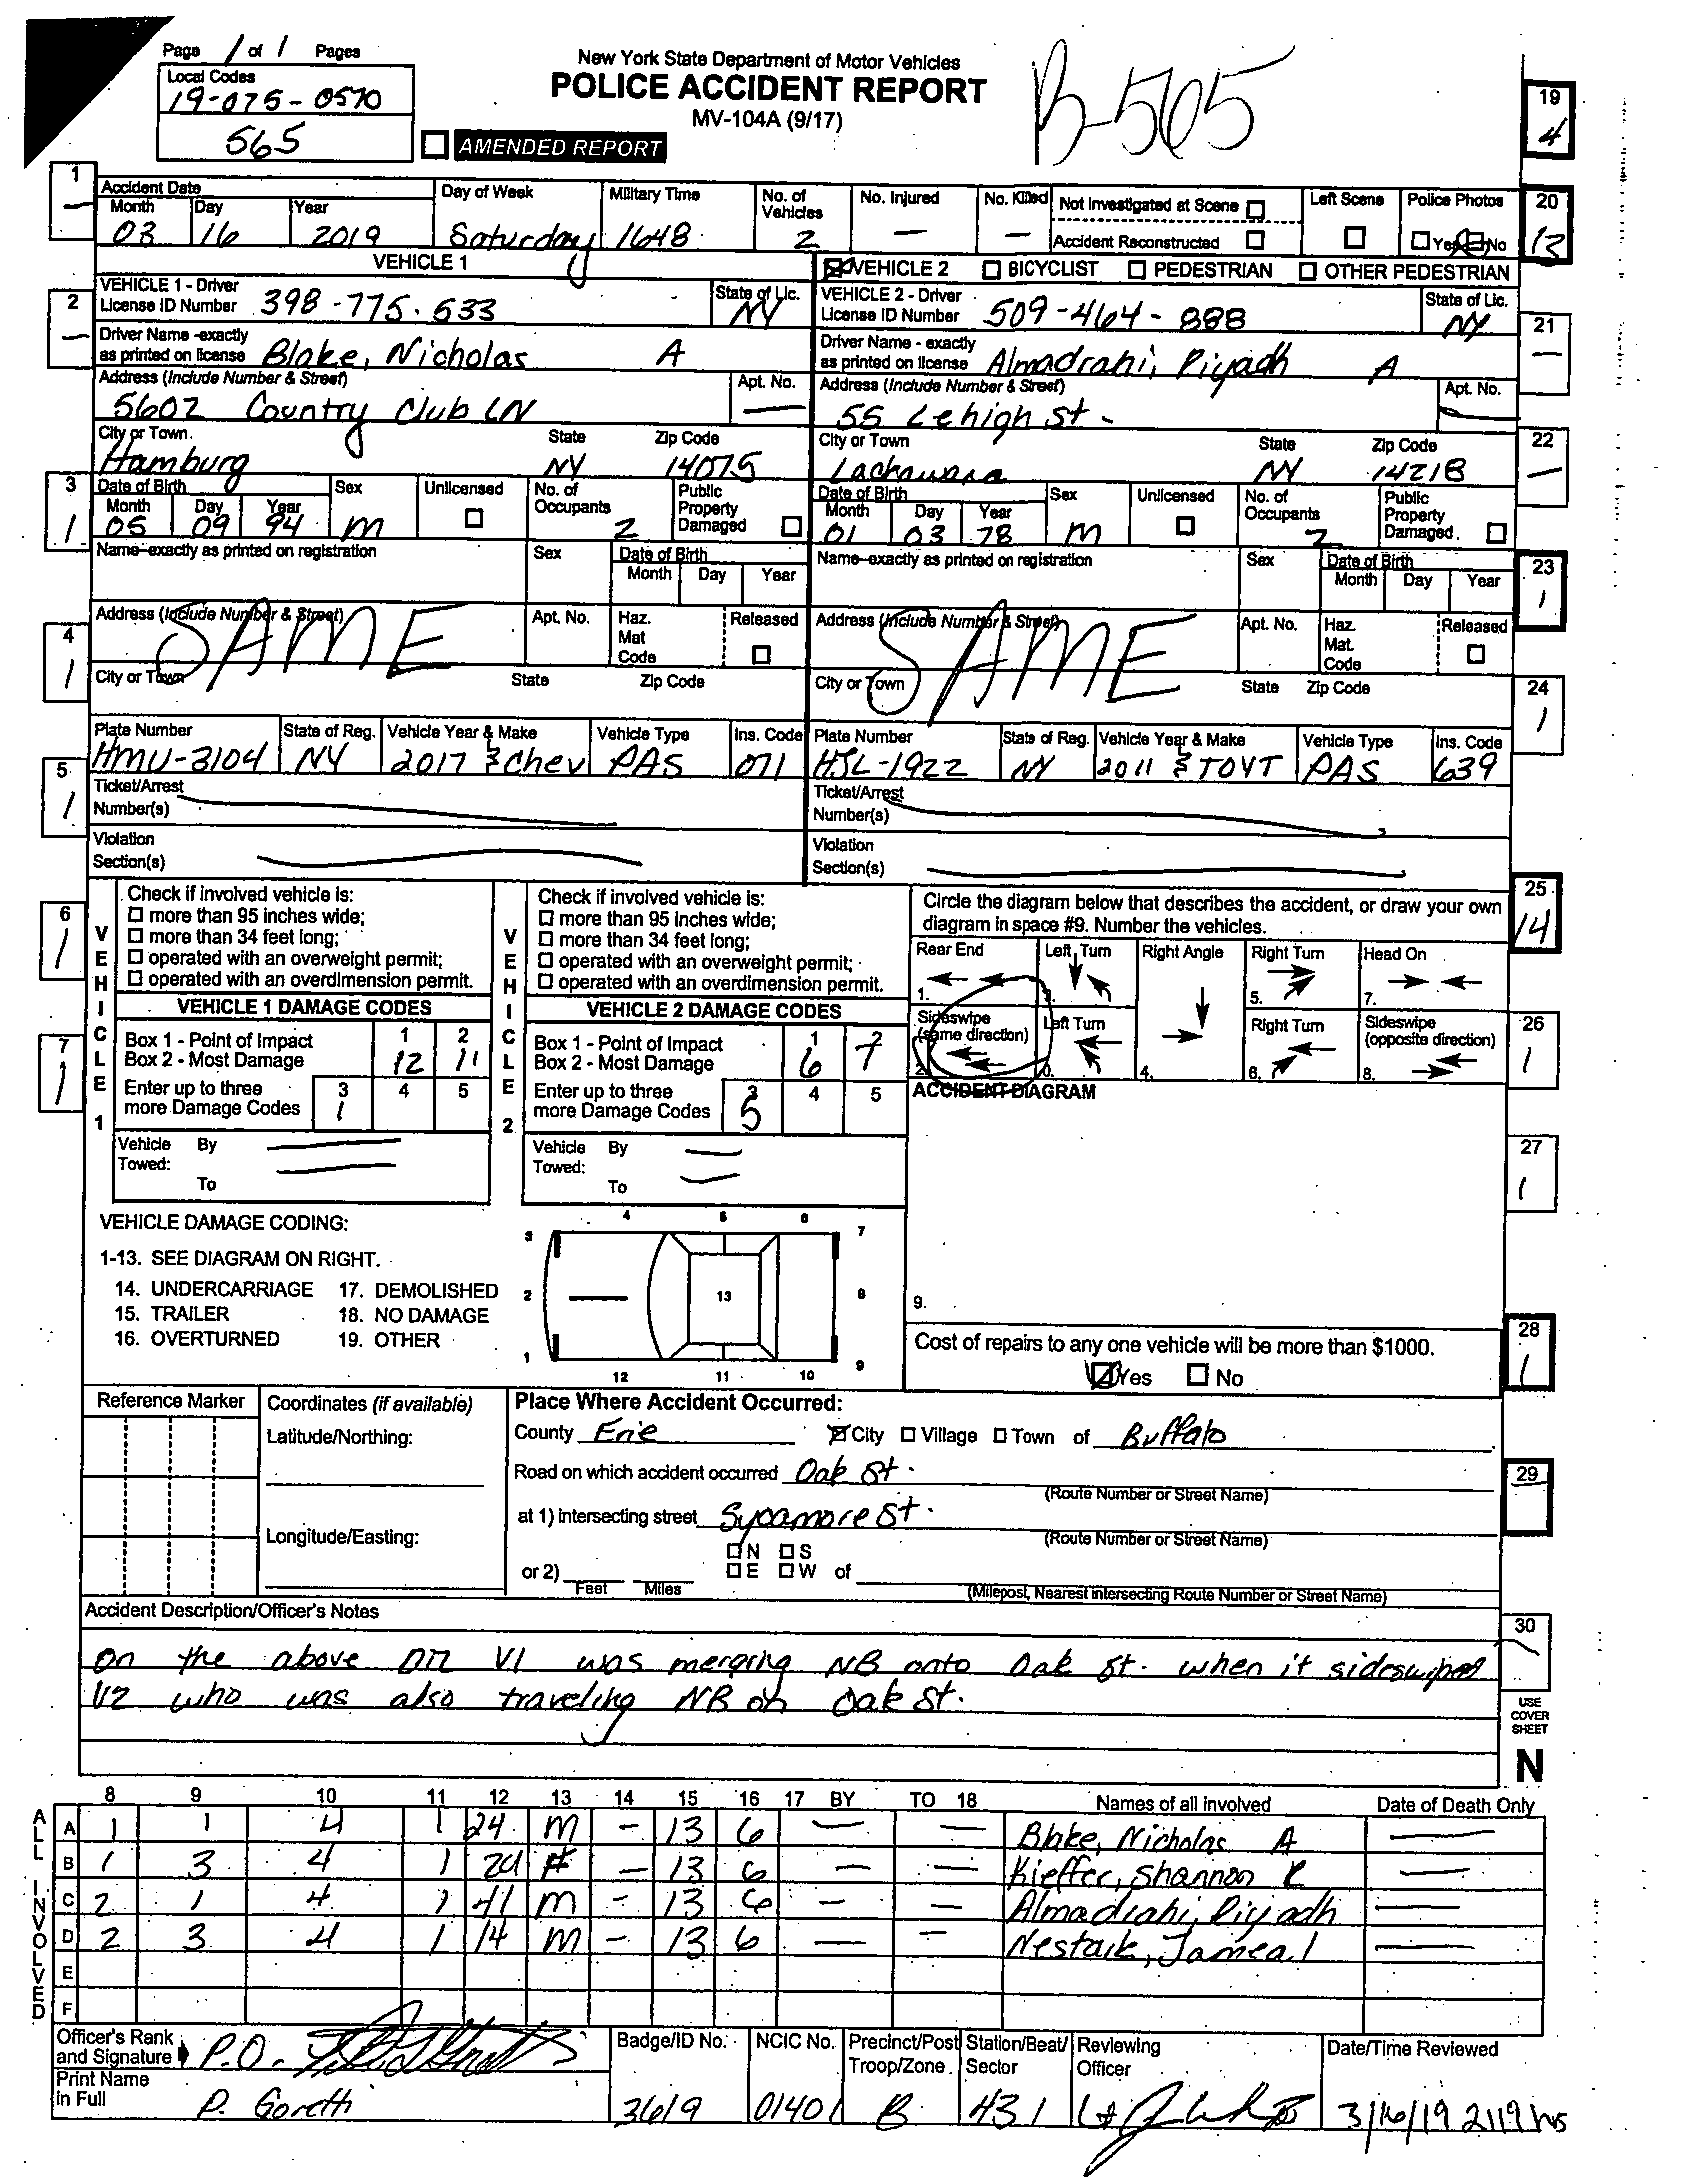 Page 1 of 1 Pages
New York State Department of Motor Vehicles
POLICE ACCIDENT REPORT
MV-104A (9/17)
B-565
Local Codes
19-075-0570
565
AMENDED REPORT
19
4
1
—
Accident Date
Month Day Year
Day of Week
Military Time
No. of Vehicles
No. Injured
No. Killed
Not Investigated at Scene
Accident Reconstructed
Left Scene
Police Photos
Yes No
03 16 2019 Saturday 1648 2 — —
20
13
VEHICLE 1
VEHICLE 2 BICYCLIST PEDESTRIAN OTHER PEDESTRIAN
2
—
VEHICLE 1 - Driver
License ID Number 398-775-533
State of Lic.
NY
VEHICLE 2 - Driver
License ID Number 509-464-888
State of Lic.
NY
21
—
Driver Name -exactly
as printed on license Blake, Nicholas A
Driver Name - exactly
as printed on license Almadrahi, Riyadh A
Address (Include Number & Street)
Apt. No.
5602 Country Club LN —
Address (Include Number & Street)
Apt. No.
55 Lehigh St.
22
—
City or Town
State Zip Code
Hamburg NY 14075
City or Town
State Zip Code
Lackawana NY 14218
3
1
Date of Birth
Month Day Year
05 09 94
Sex
M
Unlicensed
No. of Occupants
2
Public Property Damaged
Date of Birth
Month Day Year
01 03 78
Sex
M
Unlicensed
No. of Occupants
2
Public Property Damaged
Name-exactly as printed on registration
Sex
Date of Birth
Month Day Year
Name-exactly as printed on registration
Sex
Date of Birth
Month Day Year
23
1
4
1
Address (Include Number & Street)
SAME
Apt. No.
Haz. Mat Code
Released
Address (Include Number & Street)
SAME
Apt. No.
Haz. Mat. Code
Released
City or Town
State Zip Code
City or Town
State Zip Code
24
1
Plate Number State of Reg. Vehicle Year & Make Vehicle Type Ins. Code
HMU-3104 NY 2017 & Chev PAS 071
Plate Number State of Reg. Vehicle Year & Make Vehicle Type Ins. Code
HJL-1922 NY 2011 & TOYT PAS 639
5
1
Ticket/Arrest
Number(s)
Ticket/Arrest
Number(s)
Violation
Section(s)
Violation
Section(s)
25
14
6
1
VEHICLE 1
Check if involved vehicle is:
more than 95 inches wide;
more than 34 feet long;
operated with an overweight permit;
operated with an overdimension permit.
VEHICLE 1 DAMAGE CODES
Box 1 - Point of Impact
Box 2 - Most Damage
1 2
12 11
Enter up to three
more Damage Codes
3 4 5
1
Vehicle By
Towed:
To
7
1
VEHICLE 2
Check if involved vehicle is:
more than 95 inches wide;
more than 34 feet long;
operated with an overweight permit;
operated with an overdimension permit.
VEHICLE 2 DAMAGE CODES
Box 1 - Point of Impact
Box 2 - Most Damage
1 2
6 7
Enter up to three
more Damage Codes
3 4 5
5
Vehicle By
Towed:
To
Circle the diagram below that describes the accident, or draw your own
diagram in space #9. Number the vehicles.
Rear End Left Turn Right Angle Right Turn Head On
1. 3. 5. 7.
Sideswipe
(same direction)
Left Turn
Right Turn
Sideswipe
(opposite direction)
2. 0. 4. 6. 8.
26
1
ACCIDENT DIAGRAM
27
1
VEHICLE DAMAGE CODING:
1-13. SEE DIAGRAM ON RIGHT.
14. UNDERCARRIAGE 17. DEMOLISHED
15. TRAILER 18. NO DAMAGE
16. OVERTURNED 19. OTHER
4 5 6
3 7
2 13 8
1 9
12 11 10
9.
Cost of repairs to any one vehicle will be more than $1000.
Yes No
28
1
Reference Marker
Coordinates (if available)
Latitude/Northing:
Longitude/Easting:
Place Where Accident Occurred:
County Erie City Village Town of Buffalo
Road on which accident occurred Oak St.
(Route Number or Street Name)
29
at 1) intersecting street Sycamore St.
(Route Number or Street Name)
N S
or 2) E W of
Feet Miles
(Milepost, Nearest Intersecting Route Number or Street Name)
Accident Description/Officer's Notes
30
On the above DTL V1 was merging NB onto Oak St. when it sideswiped
V2 who was also traveling NB on Oak St.
USE
COVER
SHEET
N
8 9 10 11 12 13 14 15 16 17 BY TO 18 Names of all involved Date of Death Only
ALL INVOLVED
A 1 1 4 1 24 M - 13 6 — — Blake, Nicholas A —
B 1 3 4 1 24 F - 13 6 — — Kieffer, Shannon R —
C 2 1 4 1 41 M - 13 6 — — Almadrahi, Riyadh —
D 2 3 4 1 14 M - 13 6 — — Jameal —
E
F
Officer's Rank
and Signature P.O.
Print Name
in Full P. Goretti
Badge/ID No.
3619
NCIC No.
01401
Precinct/Post
Troop/Zone
B
Station/Beat/
Sector
431
Reviewing
Officer
Lt
Date/Time Reviewed
3/16/19 2119 hrs